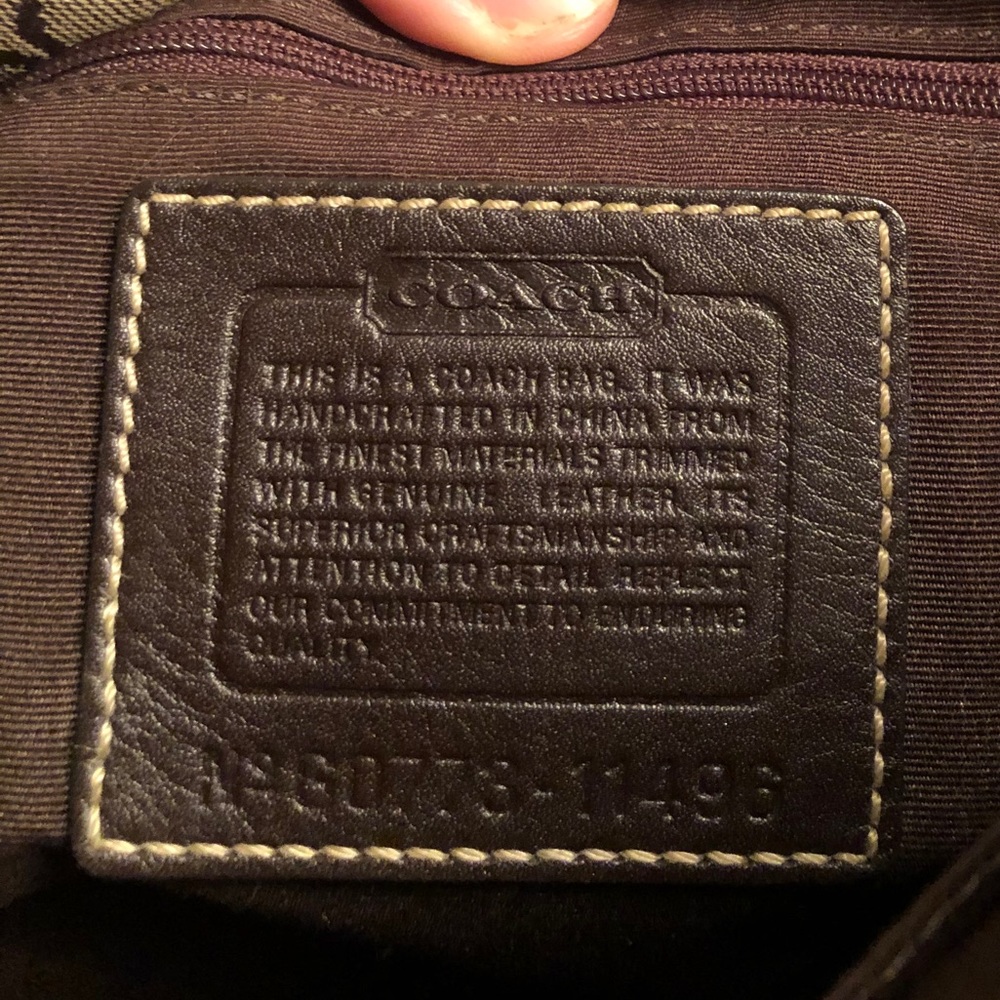 COACH
THIS IS A COACH BAG. IT WAS
HANDCRAFTED IN CHINA FROM
THE FINEST MATERIALS TRIMMED
WITH GENUINE LEATHER. ITS
SUPERIOR CRAFTSMANSHIP AND
ATTENTION TO DETAIL REFLECT
OUR COMMITMENT TO ENDURING
QUALITY.